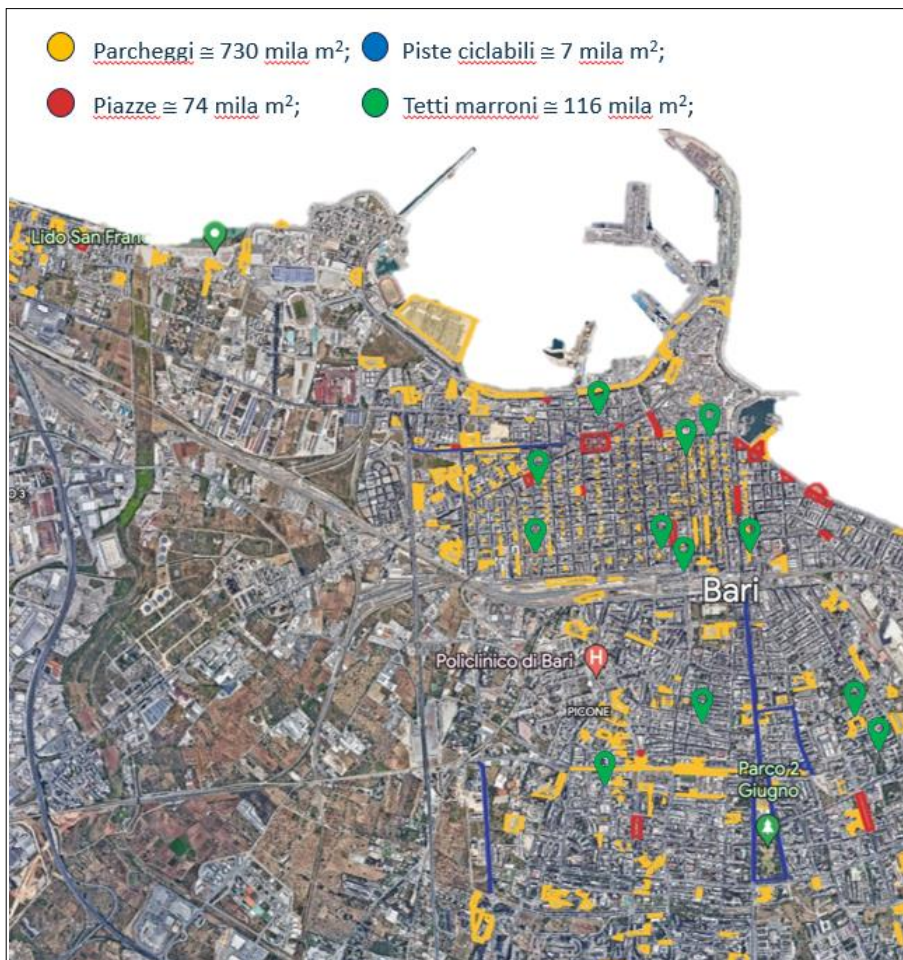 Parcheggi ≅ 730 mila m²; Piste ciclabili ≅ 7 mila m²;
Piazze ≅ 74 mila m²; Tetti marroni ≅ 116 mila m²;
Lido San Franc
Bari
Policlinico di Bari H
PICONE
Parco 2
Giugno